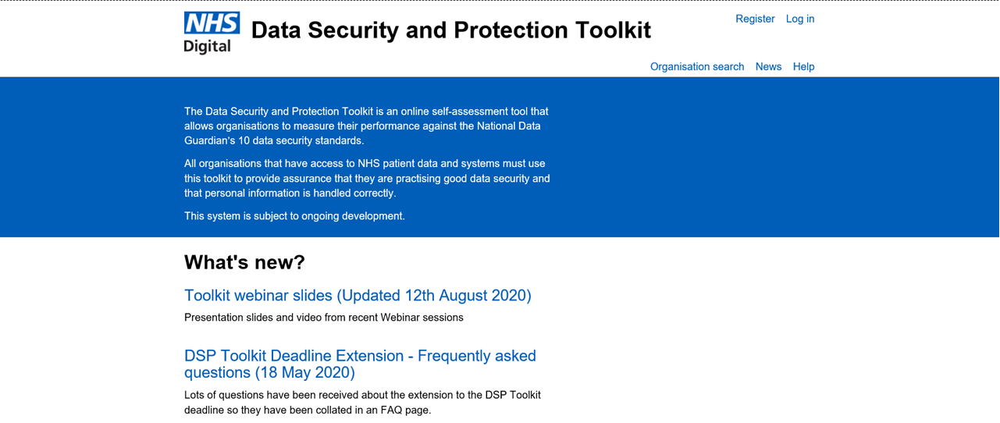 NHS
Digital
Data Security and Protection Toolkit
Register Log in
Organisation search News Help
The Data Security and Protection Toolkit is an online self-assessment tool that
allows organisations to measure their performance against the National Data
Guardian's 10 data security standards.
All organisations that have access to NHS patient data and systems must use
this toolkit to provide assurance that they are practising good data security and
that personal information is handled correctly.
This system is subject to ongoing development.
What's new?
Toolkit webinar slides (Updated 12th August 2020)
Presentation slides and video from recent Webinar sessions
DSP Toolkit Deadline Extension - Frequently asked
questions (18 May 2020)
Lots of questions have been received about the extension to the DSP Toolkit
deadline so they have been collated in an FAQ page.